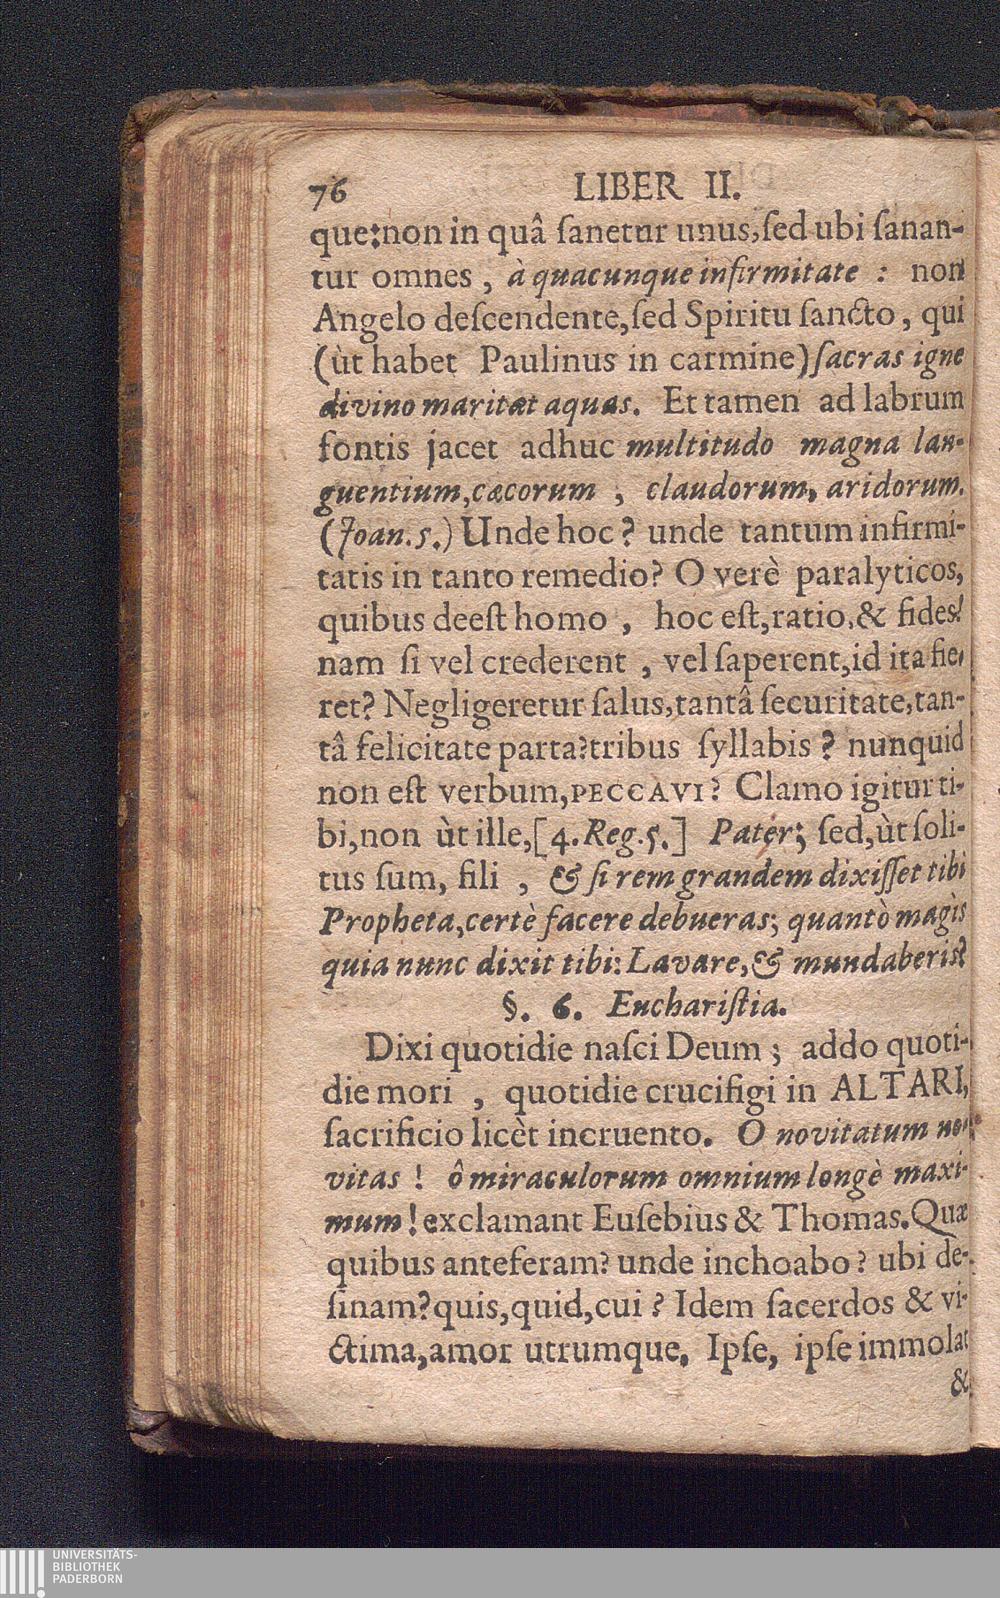 76 LIBER II.
que:non in quâ ſanetur unus,ſed ubi ſanan-
tur omnes , à quacunque infirmitate : non
Angelo deſcendente,ſed Spiritu ſancto , qui
(ùt habet Paulinus in carmine)ſacras igne
divino maritat aquas. Et tamen ad labrum
fontis jacet adhuc multitudo magna lan-
guentium,cæcorum , claudorum, aridorum.
(Joan. 5.) Unde hoc? unde tantum infirmi-
tatis in tanto remedio? O verè paralyticos,
quibus deeſt homo , hoc eſt,ratio,& fides!
nam ſi vel crederent , vel ſaperent,id ita fie-
ret? Negligeretur ſalus,tantâ ſecuritate,tan-
tâ felicitate parta?tribus ſyllabis ? nunquid
non eſt verbum,PECCAVI? Clamo igitur ti-
bi,non ùt ille,[4. Reg. 5.] Pater; ſed,ùt ſoli-
tus ſum, fili , & ſi rem grandem dixiſſet tibi
Propheta,certè facere debueras; quantò magìs
quia nunc dixit tibi: Lavare,& mundaberis?
§. 6. Euchariſtia.
Dixi quotidie naſci Deum ; addo quoti-
die mori , quotidie crucifigi in ALTARI,
ſacrificio licèt incruento. O novitatum no-
vitas ! ô miraculorum omnium longè maxi-
mum ! exclamant Euſebius & Thomas. Quæ
quibus anteferam? unde inchoabo ? ubi de-
ſinam?quis,quid,cui ? Idem ſacerdos & vi-
ctima,amor utrumque. Ipſe, ipſe immolat
&
UNIVERSITÄTS-
BIBLIOTHEK
PADERBORN